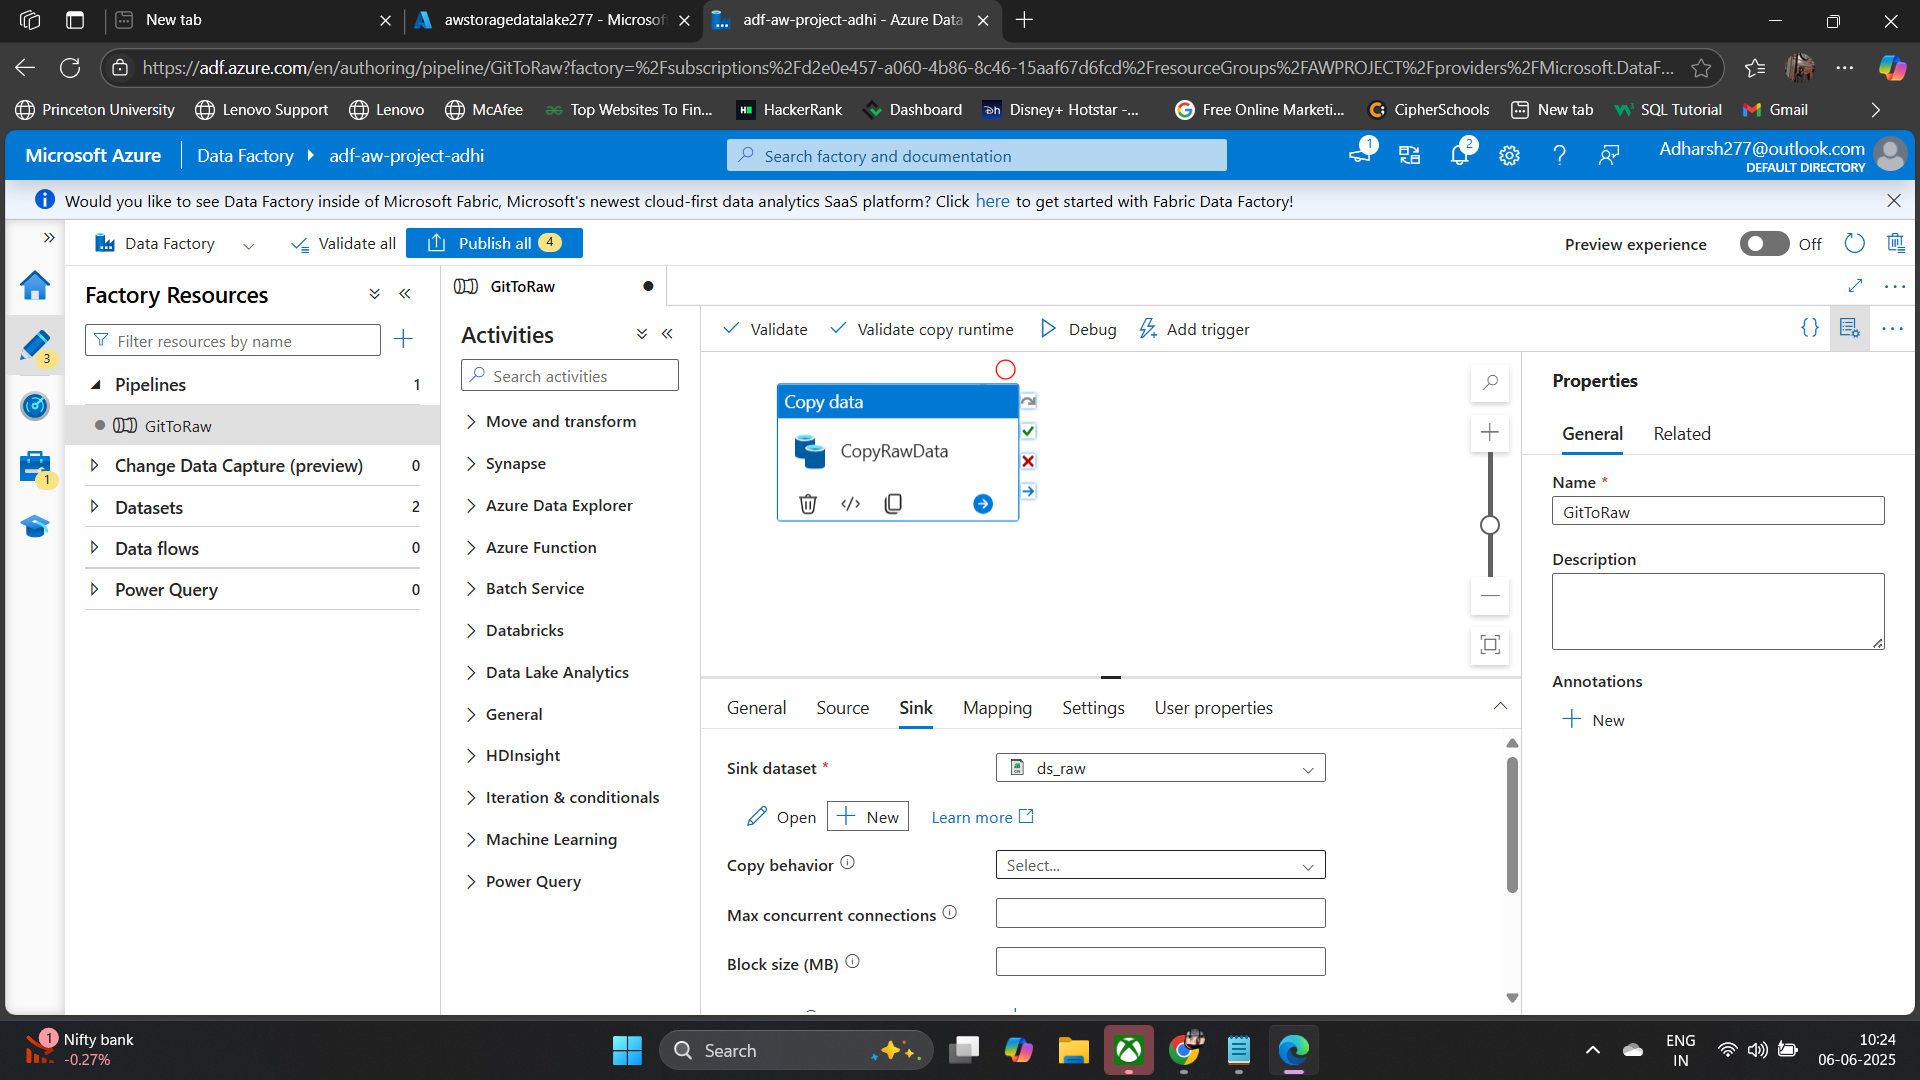 New tab
awstoragedatalake277 - Microsof
adf-aw-project-adhi - Azure Data
https://adf.azure.com/en/authoring/pipeline/GitToRaw?factory=%2Fsubscriptions%2Fd2e0e457-a060-4b86-8c46-15aaf67d6fcd%2FresourceGroups%2FAWPROJECT%2Fproviders%2FMicrosoft.DataF...
Princeton University
Lenovo Support
Lenovo
McAfee
Top Websites To Fin...
HackerRank
Dashboard
Disney+ Hotstar -...
Free Online Marketi...
CipherSchools
New tab
SQL Tutorial
Gmail
Microsoft Azure
Data Factory
adf-aw-project-adhi
Search factory and documentation
1
2
Adharsh277@outlook.com
DEFAULT DIRECTORY
Would you like to see Data Factory inside of Microsoft Fabric, Microsoft's newest cloud-first data analytics SaaS platform? Click here to get started with Fabric Data Factory!
Data Factory
Validate all
Publish all 4
Preview experience
Off
3
1
Factory Resources
Filter resources by name
Pipelines 1
GitToRaw
Change Data Capture (preview) 0
Datasets 2
Data flows 0
Power Query 0
GitToRaw
Activities
Search activities
Move and transform
Synapse
Azure Data Explorer
Azure Function
Batch Service
Databricks
Data Lake Analytics
General
HDInsight
Iteration & conditionals
Machine Learning
Power Query
Validate
Validate copy runtime
Debug
Add trigger
Copy data
CopyRawData
General
Source
Sink
Mapping
Settings
User properties
Sink dataset *
ds_raw
Open
New
Learn more
Copy behavior
Select...
Max concurrent connections
Block size (MB)
Properties
General
Related
Name *
GitToRaw
Description
Annotations
New
1
Nifty bank
-0.27%
Search
ENG
IN
10:24
06-06-2025